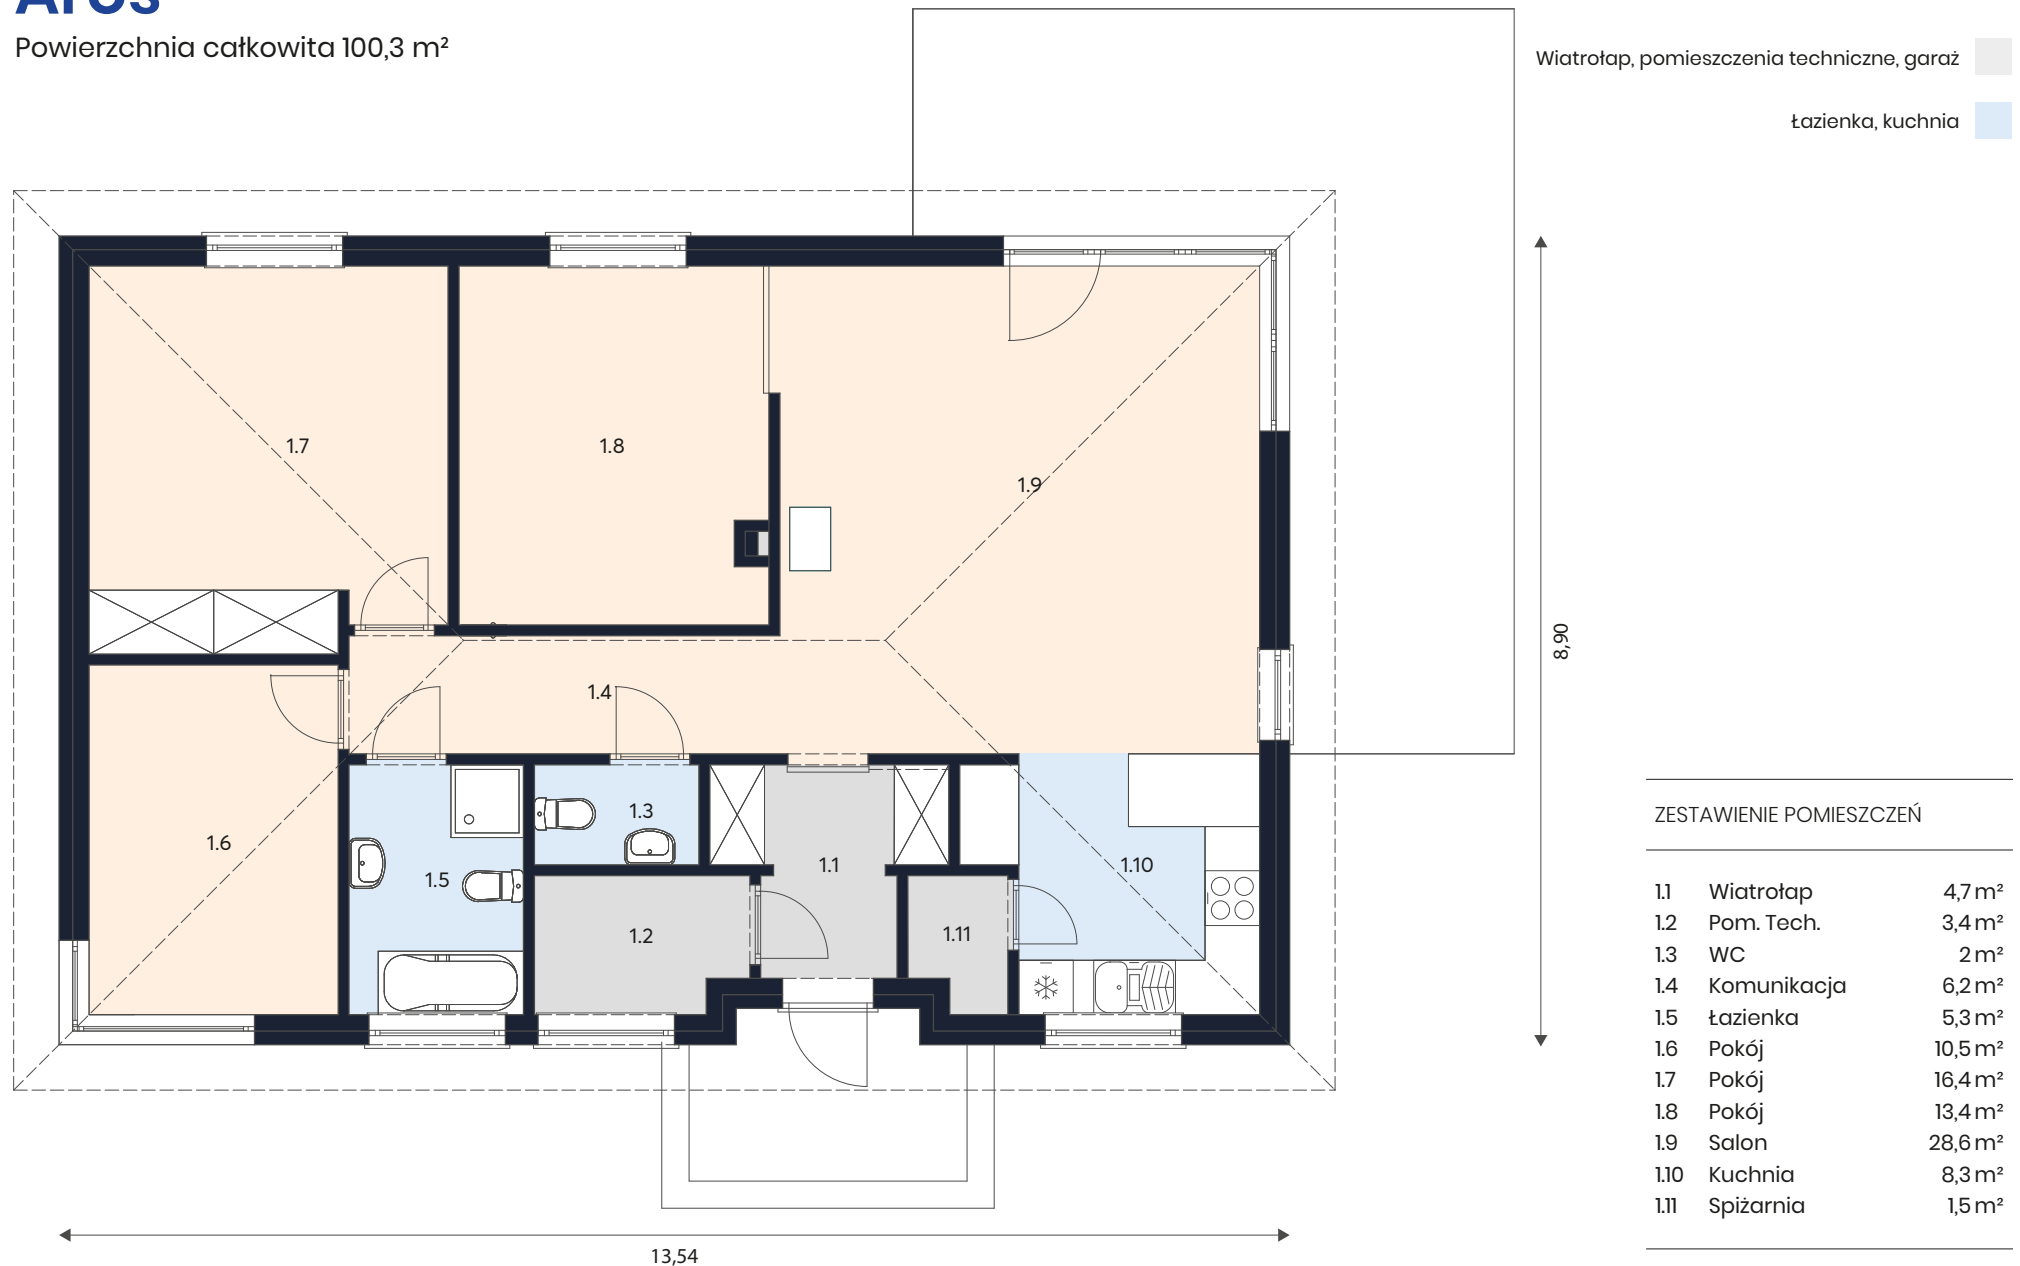 Powierzchnia całkowita 100,3 m²
Wiatrołap, pomieszczenia techniczne, garaż
Łazienka, kuchnia
1.7
1.8
1.9
8,90
1.4
1.3
1.6
1.5
1.1
1.10
1.2
1.11
13,54
ZESTAWIENIE POMIESZCZEŃ
1.1 Wiatrołap 4,7 m²
1.2 Pom. Tech. 3,4 m²
1.3 WC 2 m²
1.4 Komunikacja 6,2 m²
1.5 Łazienka 5,3 m²
1.6 Pokój 10,5 m²
1.7 Pokój 16,4 m²
1.8 Pokój 13,4 m²
1.9 Salon 28,6 m²
1.10 Kuchnia 8,3 m²
1.11 Spiżarnia 1,5 m²